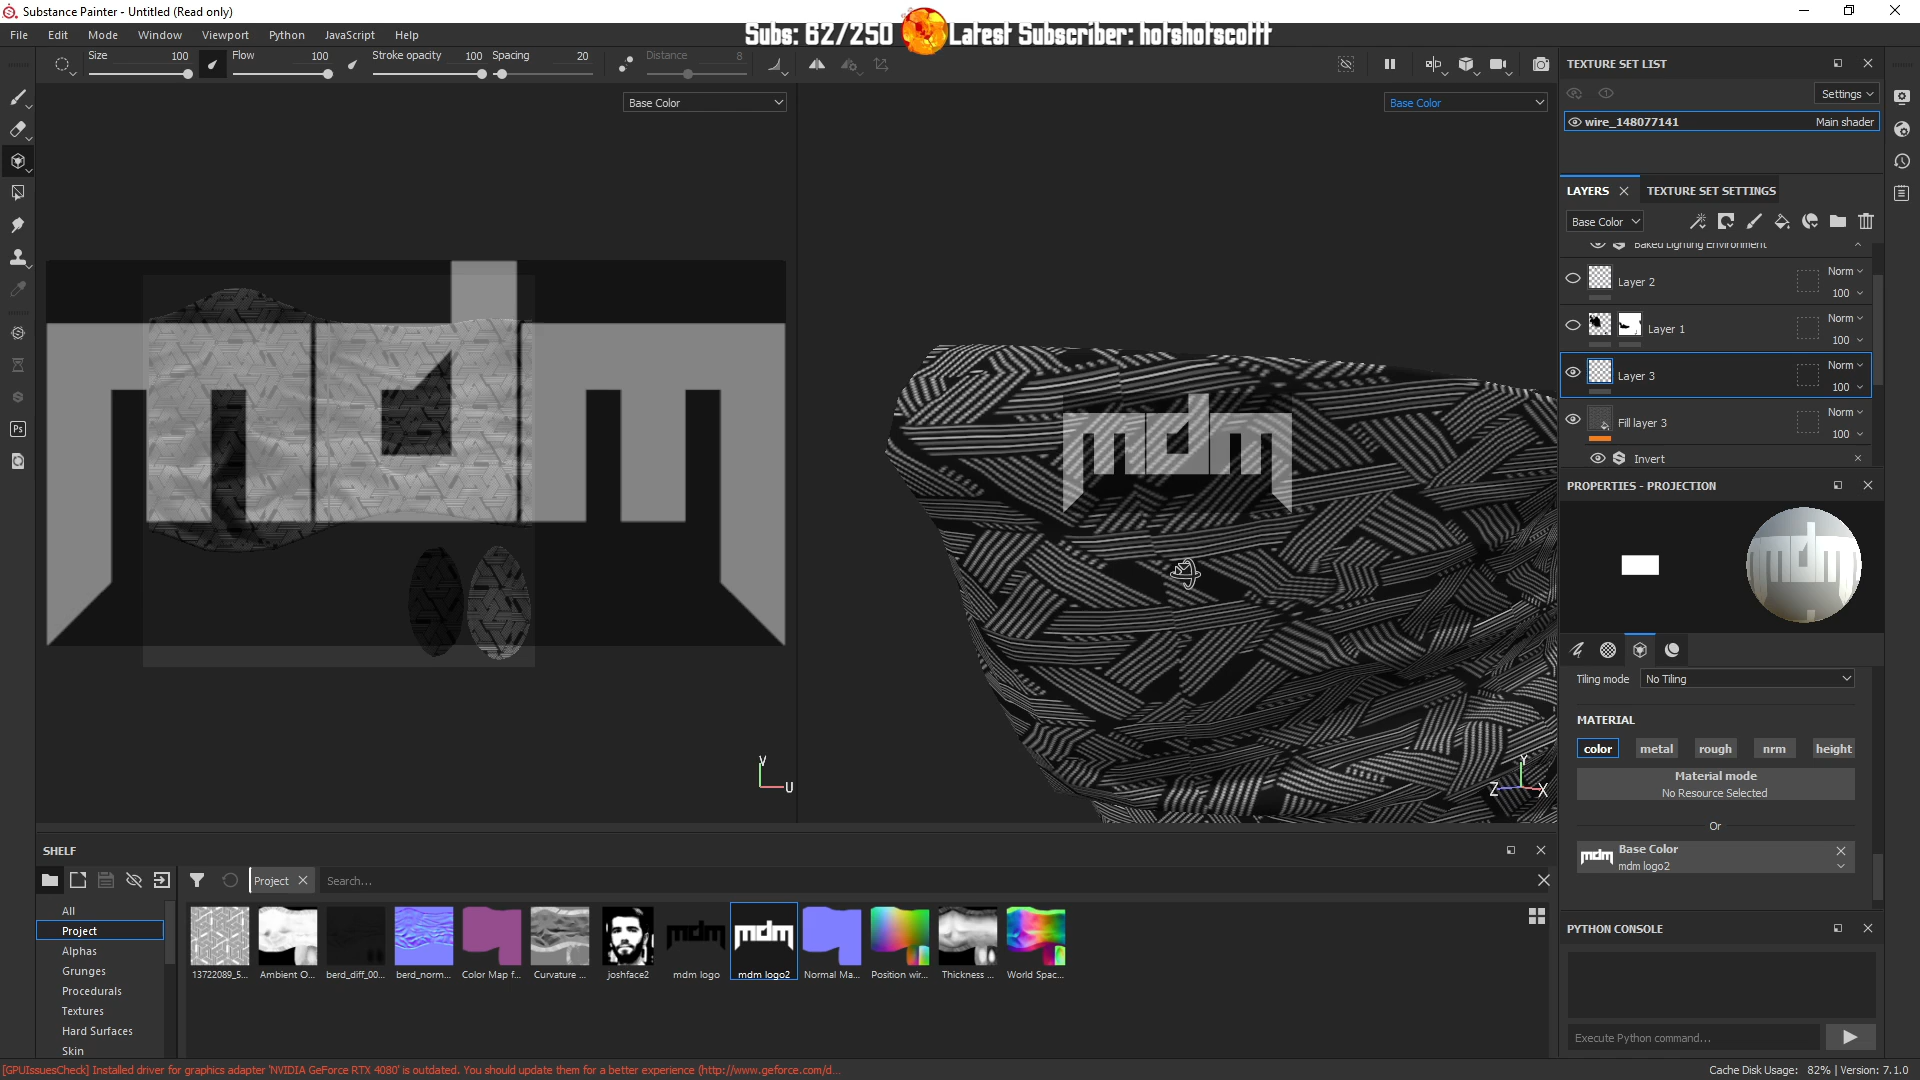 Substance Painter - Untitled (Read only)
File Edit Mode Window Viewport Python JavaScript Help
Subs: 62/250 Latest Subscriber: hotshotscottt
Size 100 Flow 100 Stroke opacity 100 Spacing 20 Distance 8
Base Color
Base Color
mdm
mdm
V
U
Y
Z
X
TEXTURE SET LIST
Settings
wire_148077141 Main shader
LAYERS TEXTURE SET SETTINGS
Base Color
Baked Lighting Environment
Layer 2 Norm 100
Layer 1 Norm 100
Layer 3 Norm 100
Fill layer 3 Norm 100
Invert
PROPERTIES - PROJECTION
Tiling mode No Tiling
MATERIAL
color metal rough nrm height
Material mode
No Resource Selected
Or
mdm Base Color
mdm logo2
PYTHON CONSOLE
Execute Python command...
Ps
SHELF
Project Search...
All
Project
Alphas
Grunges
Procedurals
Textures
Hard Surfaces
Skin
mdm mdm
13722089_5... Ambient O... berd_diff_00... berd_norm... Color Map f... Curvature ... joshface2 mdm logo mdm logo2 Normal Ma... Position wir... Thickness ... World Spac...
[GPUIssuesCheck] Installed driver for graphics adapter 'NVIDIA GeForce RTX 4080' is outdated. You should update them for a better experience (http://www.geforce.com/d...
Cache Disk Usage: 82% | Version: 7.1.0